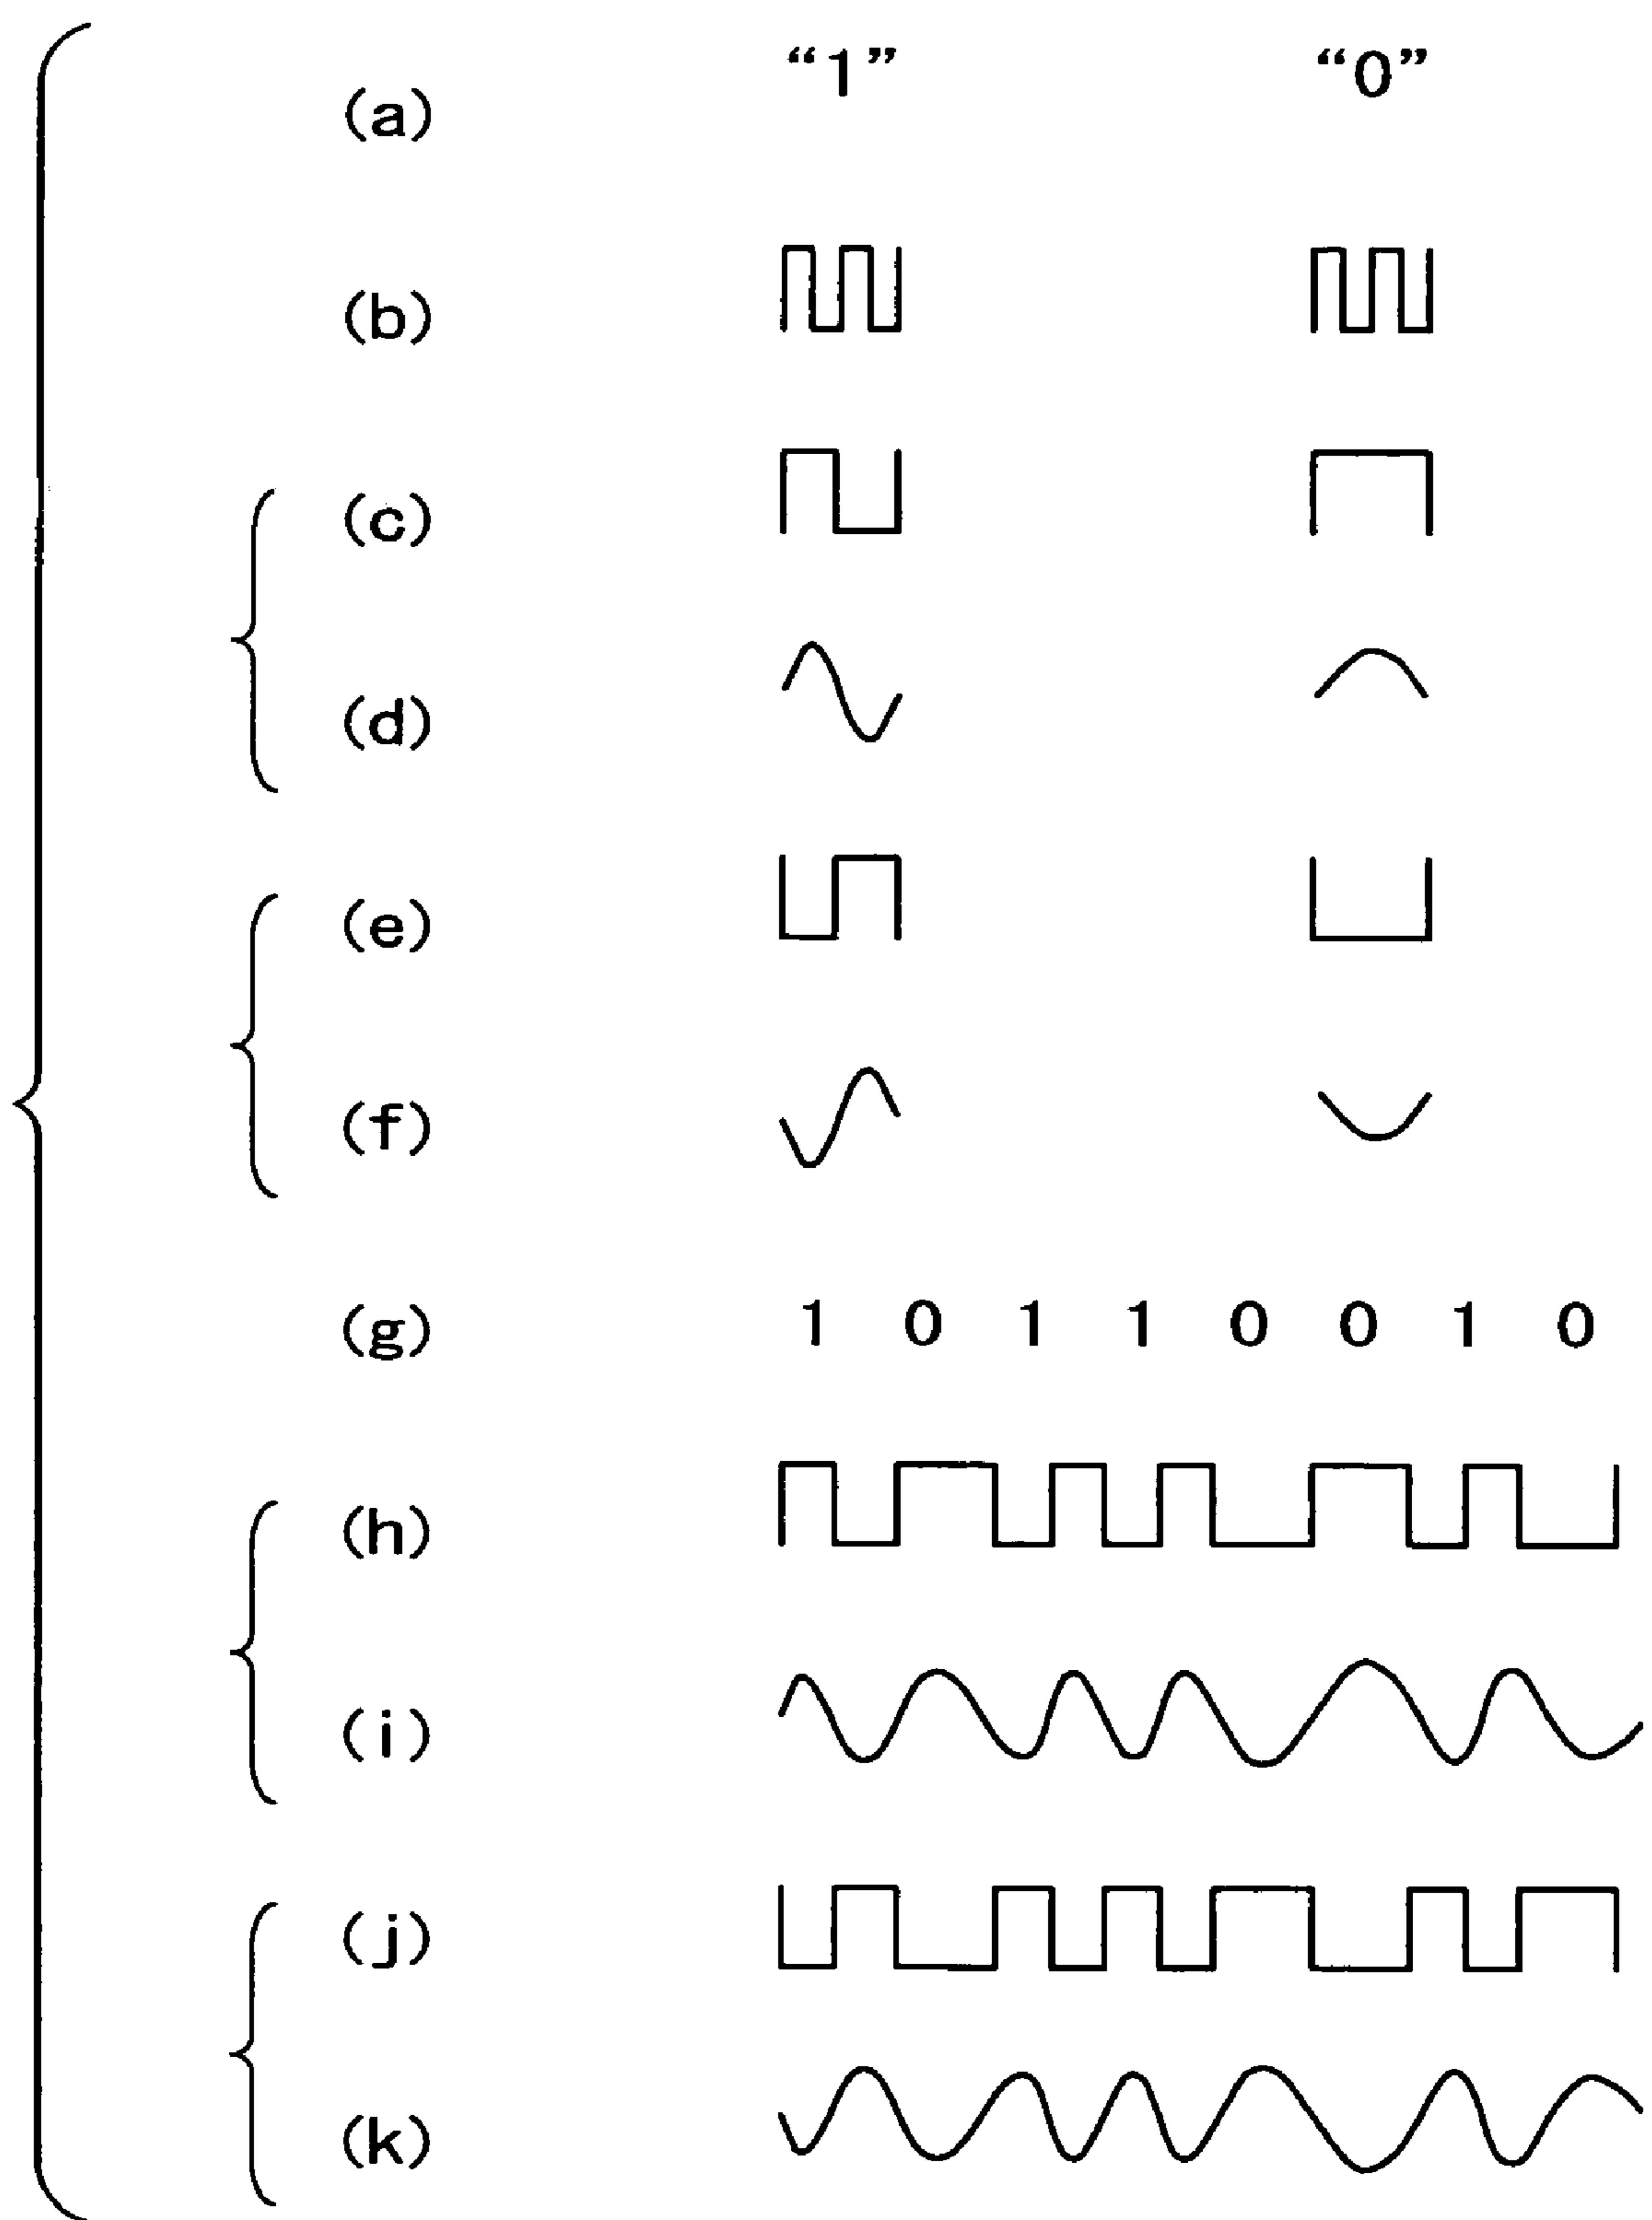 (a) “1” “0”
(b)
(c)
(d)
(e)
(f)
(g) 1 0 1 1 0 0 1 0
(h)
(i)
(j)
(k)